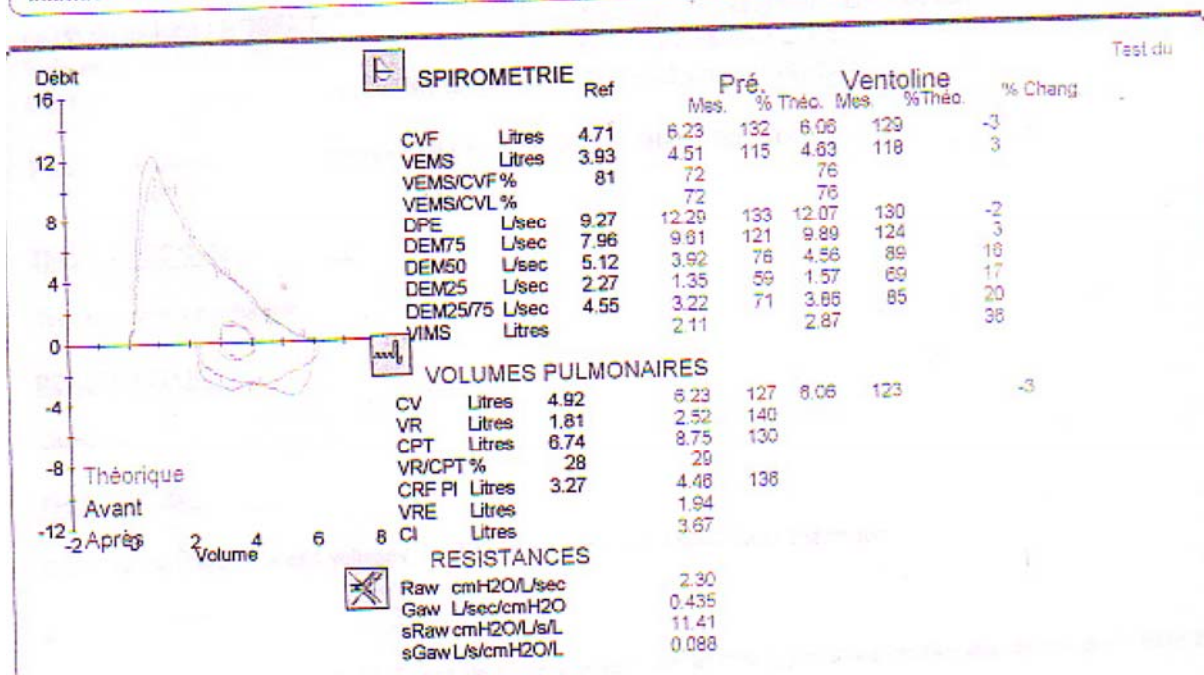 Test du
Débit
SPIROMETRIE
Ref Pré. Ventoline
Mes. % Théo. Mes. %Théo. % Chang.
CVF Litres 4.71 6.23 132 6.06 129 -3
VEMS Litres 3.93 4.51 115 4.63 118 3
VEMS/CVF % 81 72 76
VEMS/CVL % 72 76
DPE L/sec 9.27 12.29 133 12.07 130 -2
DEM75 L/sec 7.96 9.61 121 9.89 124 3
DEM50 L/sec 5.12 3.92 76 4.56 89 16
DEM25 L/sec 2.27 1.35 59 1.57 69 17
DEM25/75 L/sec 4.55 3.22 71 3.86 85 20
VIMS Litres 2.11 2.87 36
VOLUMES PULMONAIRES
CV Litres 4.92 6.23 127 6.06 123 -3
VR Litres 1.81 2.52 140
CPT Litres 6.74 8.75 130
VR/CPT % 28 29
CRF Pl Litres 3.27 4.46 136
VRE Litres 1.94
CI Litres 3.67
RESISTANCES
Raw cmH2O/L/sec 2.30
Gaw L/sec/cmH2O 0.435
sRaw cmH2O/L/s/L 11.41
sGaw L/s/cmH2O/L 0.088
16
12
8
4
0
-4
-8
-12
Théorique
Avant
Après
-2 0 2 4 6 8
Volume